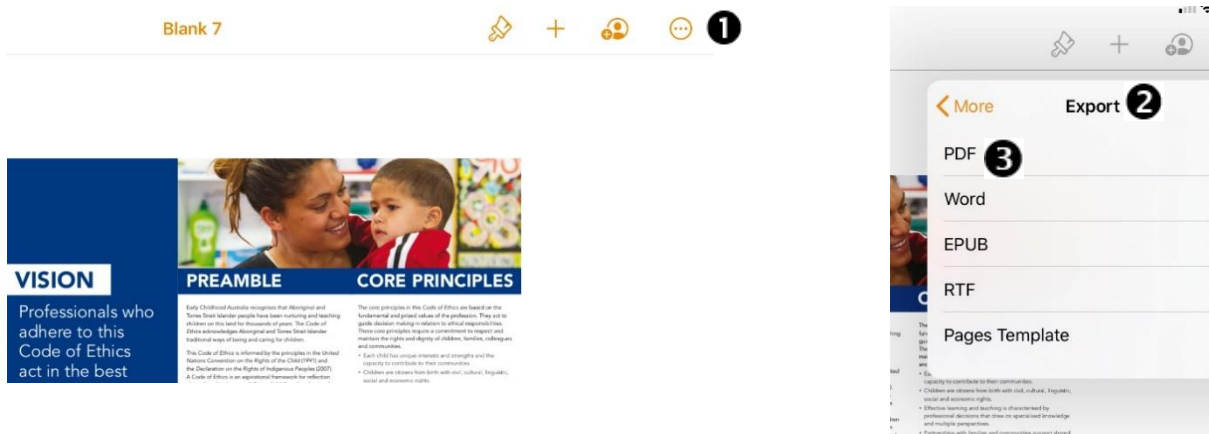 Blank 7
1
VISION
Professionals who
adhere to this
Code of Ethics
act in the best
PREAMBLE
Early Childhood Australia recognises that Aboriginal and
Torres Strait Islander people have been nurturing and teaching
children on this land for thousands of years. The Code of
Ethics acknowledges Aboriginal and Torres Strait Islander
traditional ways of being and caring for children.
This Code of Ethics is informed by the principles in the United
Nations Convention on the Rights of the Child (1991) and
the Declaration on the Rights of Indigenous Peoples (2007).
A Code of Ethics is an aspirational framework for reflection
CORE PRINCIPLES
The core principles in this Code of Ethics are based on the
fundamental and prized values of the profession. They act to
guide decision making in relation to ethical responsibilities.
These core principles require a commitment to respect and
maintain the rights and dignity of children, families, colleagues
and communities.
• Each child has unique interests and strengths and the
capacity to contribute to their communities.
• Children are citizens from birth with civil, cultural, linguistic,
social and economic rights.
More
Export 2
PDF 3
Word
EPUB
RTF
Pages Template
capacity to contribute to their communities.
• Children are citizens from birth with civil, cultural, linguistic,
social and economic rights.
• Effective learning and teaching is characterised by
professional decisions that draw on specialised knowledge
and multiple perspectives.
• Partnerships with families and communities support shared